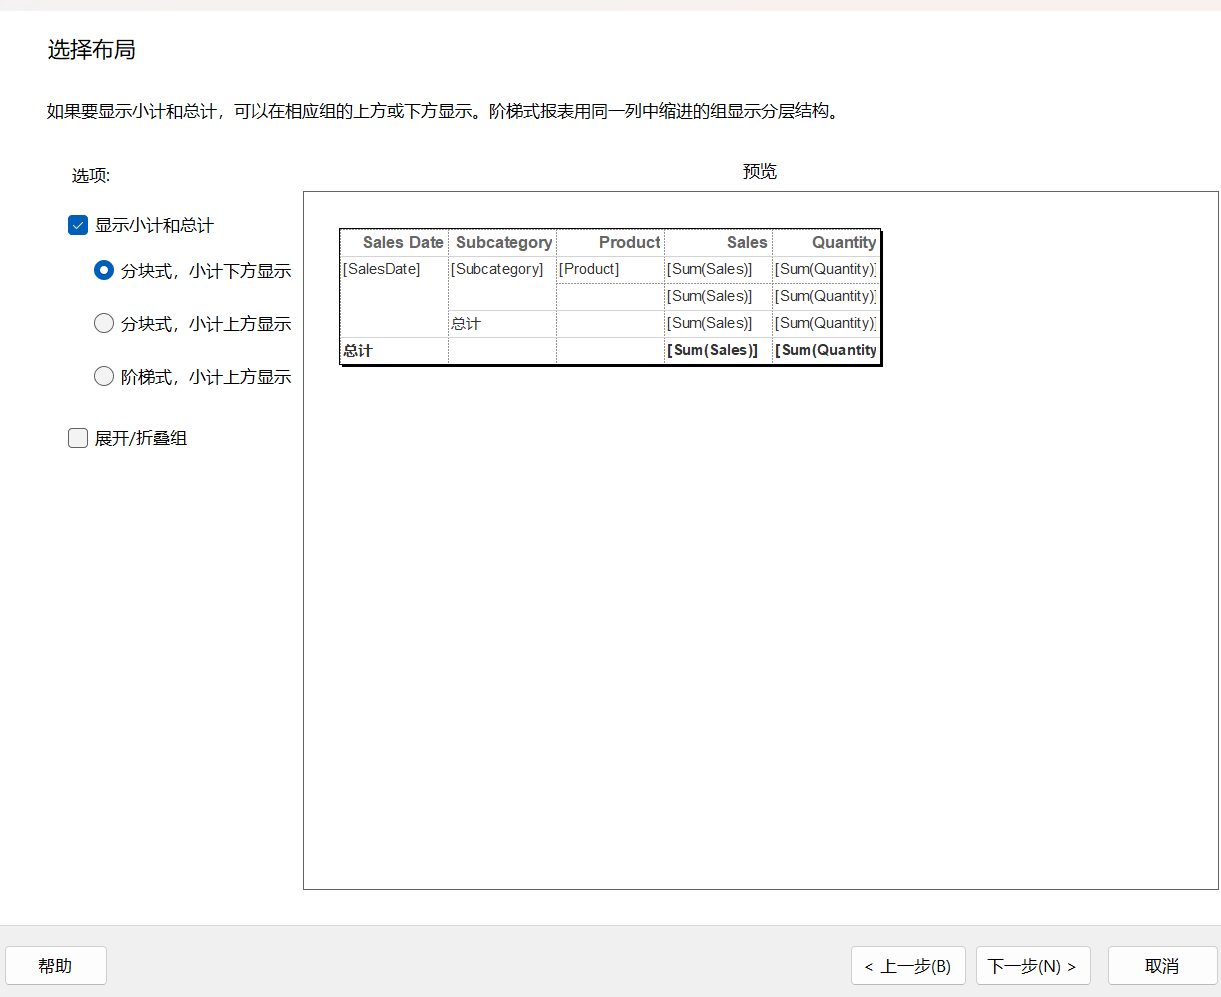 选择布局
如果要显示小计和总计，可以在相应组的上方或下方显示。阶梯式报表用同一列中缩进的组显示分层结构。
选项:
预览
显示小计和总计
分块式，小计下方显示
分块式，小计上方显示
阶梯式，小计上方显示
展开/折叠组
Sales Date Subcategory Product Sales Quantity
[SalesDate] [Subcategory] [Product] [Sum(Sales)] [Sum(Quantity)]
[Sum(Sales)] [Sum(Quantity)]
总计 [Sum(Sales)] [Sum(Quantity)]
总计 [Sum(Sales)] [Sum(Quantity
帮助
< 上一步(B) 下一步(N) > 取消